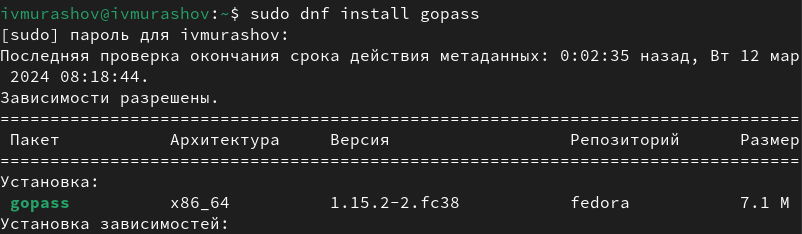 ivmurashov@ivmurashov:~$ sudo dnf install gopass
[sudo] пароль для ivmurashov:
Последняя проверка окончания срока действия метаданных: 0:02:35 назад, Вт 12 мар
 2024 08:18:44.
Зависимости разрешены.
================================================================================
 Пакет           Архитектура     Версия                  Репозиторий      Размер
================================================================================
Установка:
 gopass          x86_64          1.15.2-2.fc38           fedora           7.1 M
Установка зависимостей: